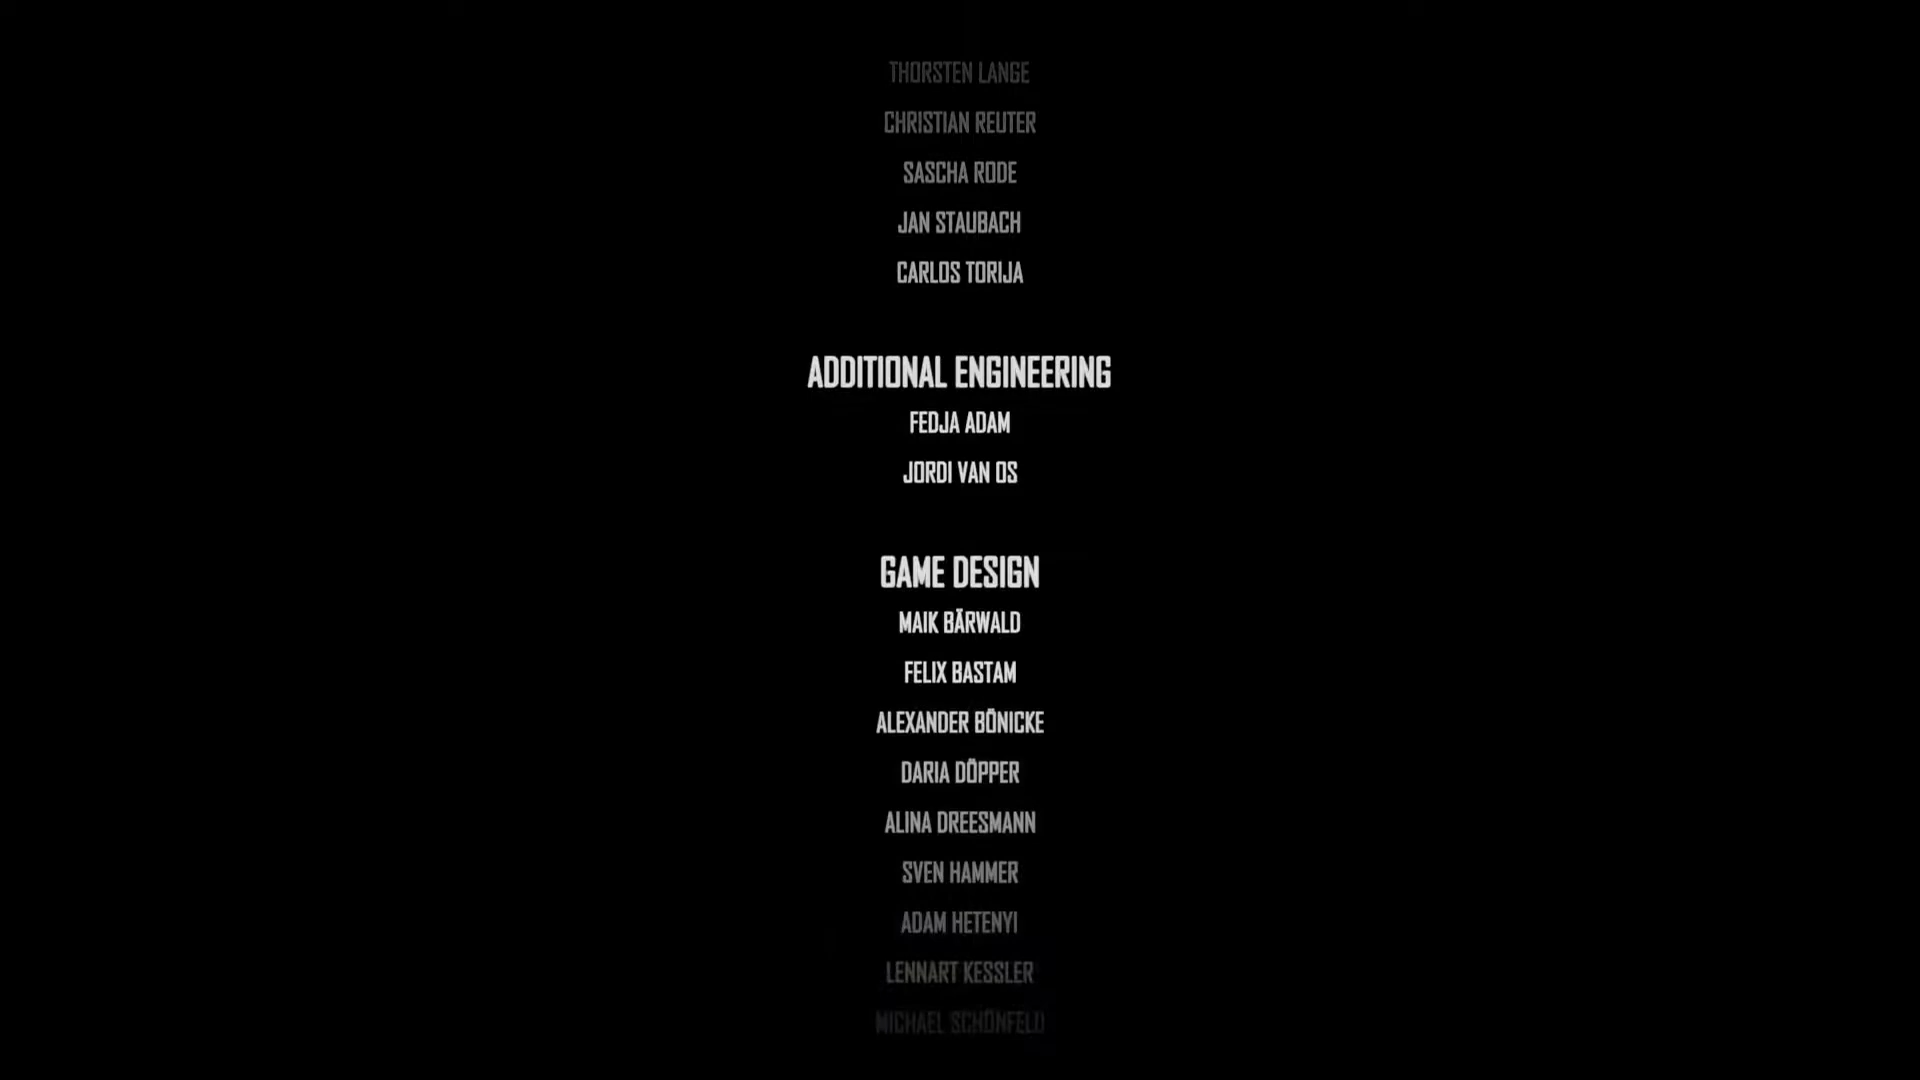 THORSTEN LANGE
CHRISTIAN REUTER
SASCHA RODE
JAN STAUBACH
CARLOS TORIJA
ADDITIONAL ENGINEERING
FEDJA ADAM
JORDI VAN OS
GAME DESIGN
MAIK BÄRWALD
FELIX BASTAM
ALEXANDER BÖNICKE
DARIA DÖPPER
ALINA DREESMANN
SVEN HAMMER
ADAM HETENYI
LENNART KESSLER
MICHAEL SCHÖNFELD